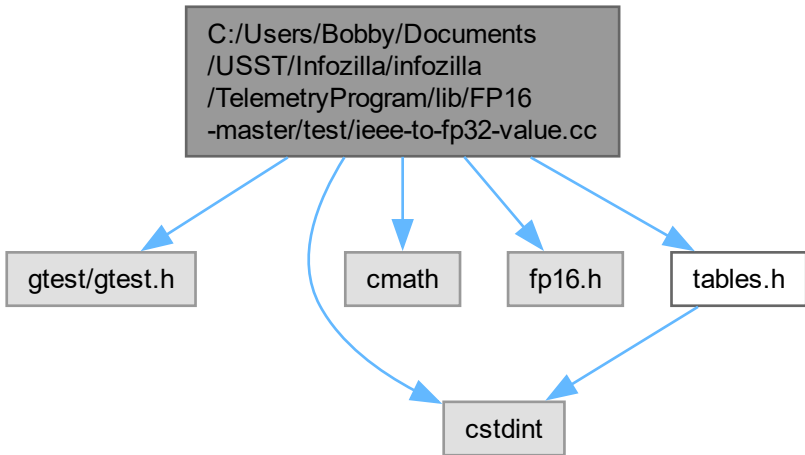 C:/Users/Bobby/Documents
/USST/Infozilla/infozilla
/TelemetryProgram/lib/FP16
-master/test/ieee-to-fp32-value.cc
gtest/gtest.h
cmath
fp16.h
tables.h
cstdint